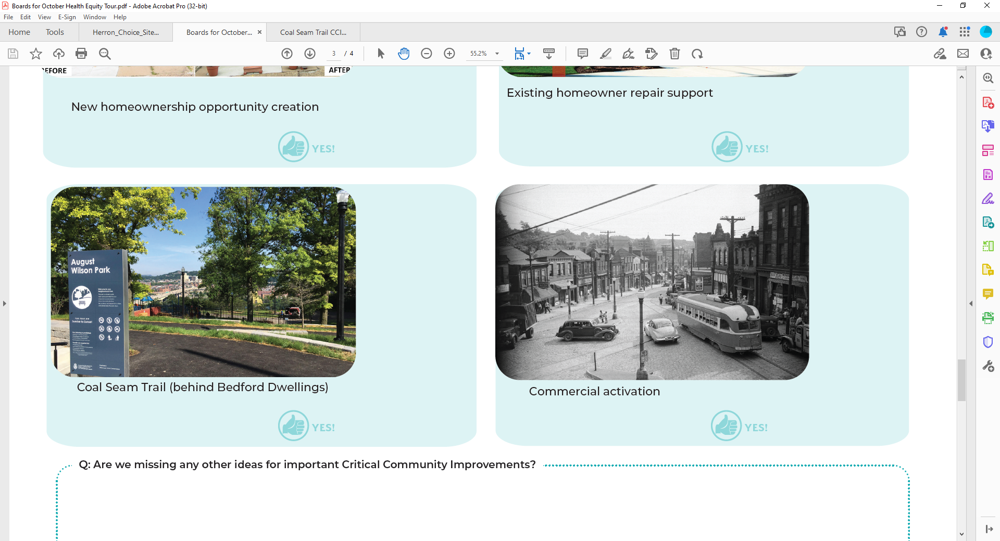 Boards for October Health Equity Tour.pdf - Adobe Acrobat Pro (32-bit)
File Edit View E-Sign Window Help
Home Tools Herron_Choice_Site... Boards for October... × Coal Seam Trail CCI...
3 / 4 55.2%
BEFORE AFTER
New homeownership opportunity creation
Existing homeowner repair support
YES!
YES!
August
Wilson Park
Coal Seam Trail (behind Bedford Dwellings)
Commercial activation
YES!
YES!
Q: Are we missing any other ideas for important Critical Community Improvements?